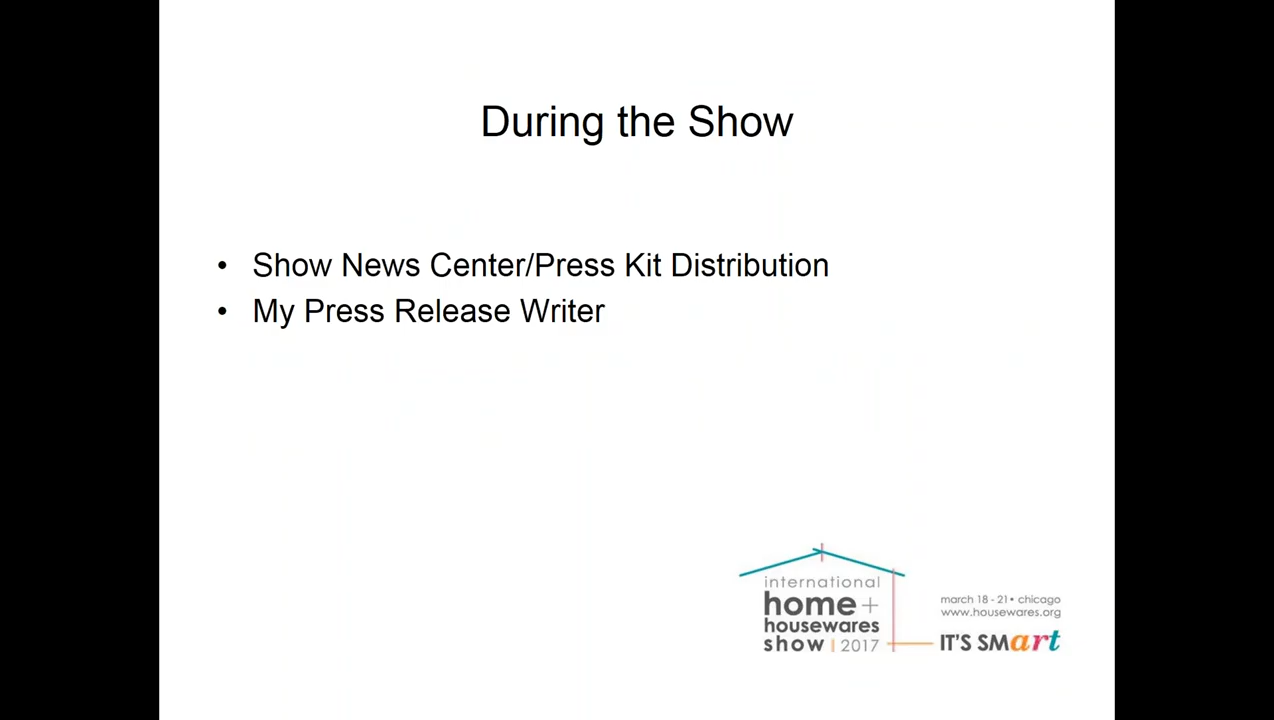 During the Show
• Show News Center/Press Kit Distribution
• My Press Release Writer
international
home+
housewares
show | 2017
march 18 - 21• chicago
www.housewares.org
IT'S SMart